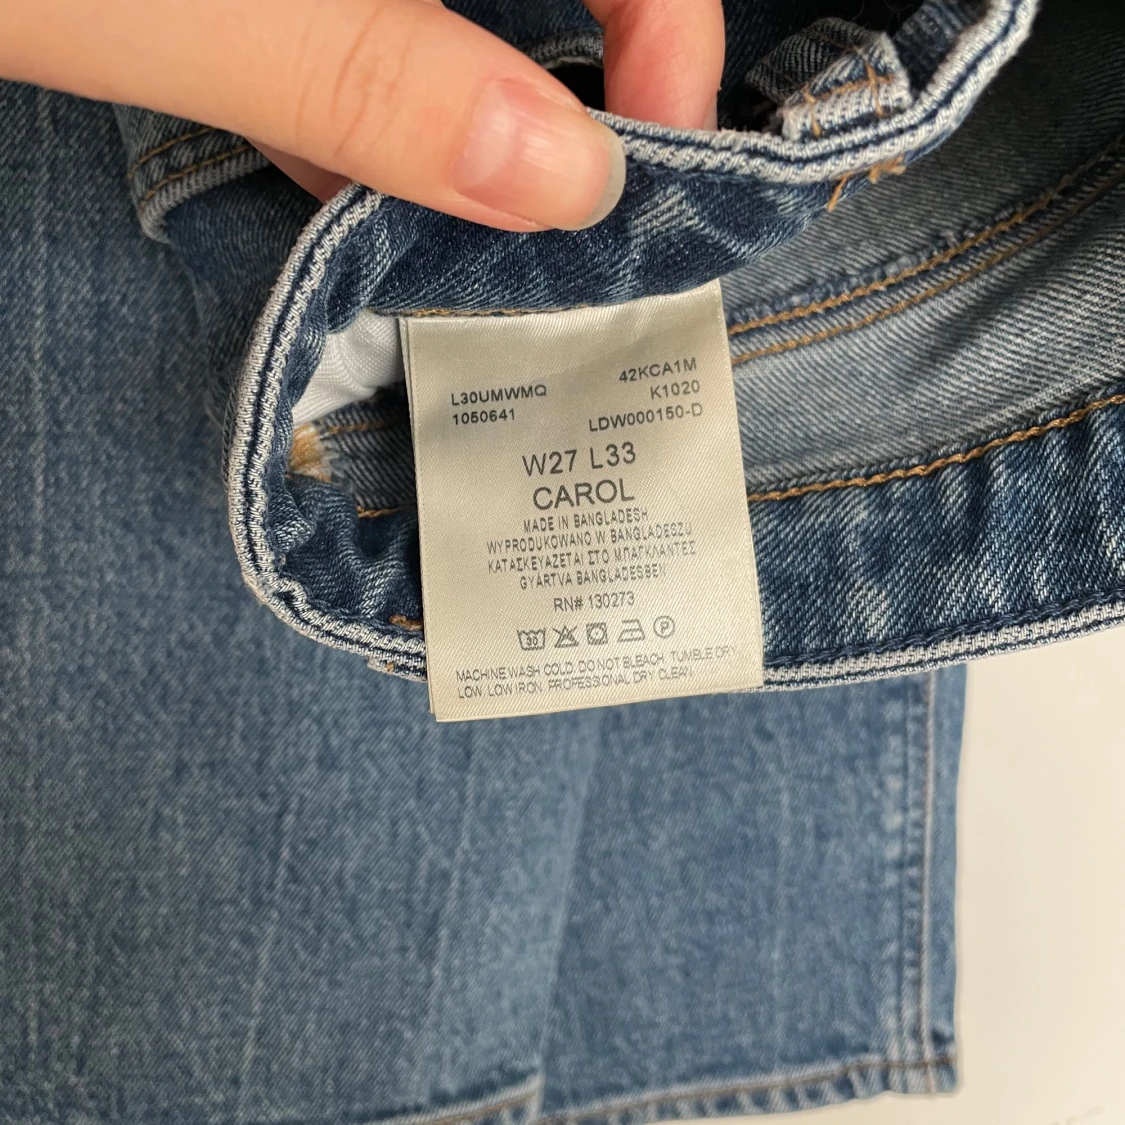 L30UMWMQ 42KCA1M
1050641 K1020
LDW000150-D
W27 L33
CAROL
MADE IN BANGLADESH
WYPRODUKOWANO W BANGLADESZU
ΚΑΤΑΣΚΕΥΑΖΕΤΑΙ ΣΤΟ ΜΠΑΓΚΛΑΝΤΕΣ
GYÁRTVA BANGLADESBEN
RN# 130273
30 P
MACHINE WASH COLD. DO NOT BLEACH. TUMBLE DRY
LOW. LOW IRON. PROFESSIONAL DRY CLEAN.